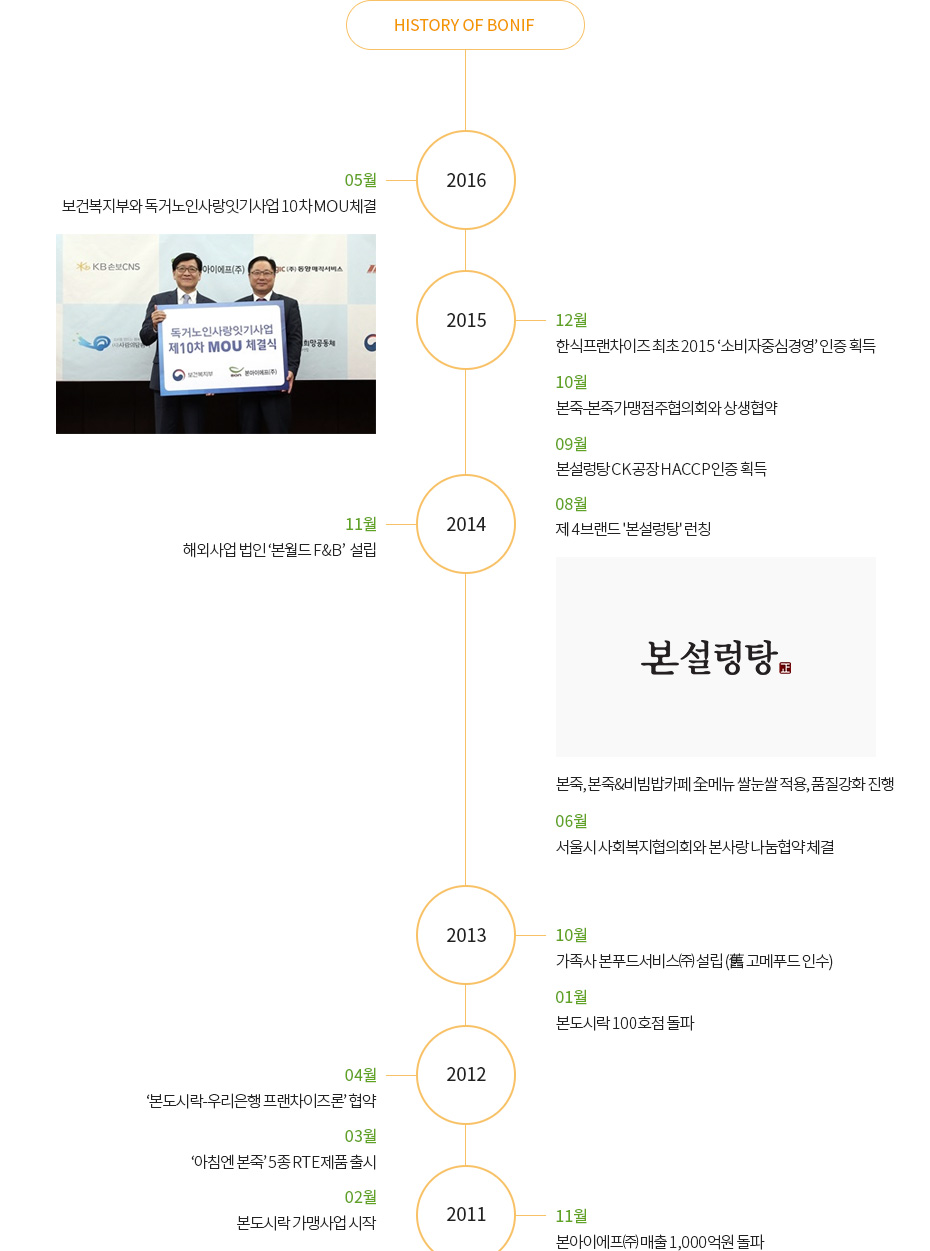 HISTORY OF BONIF
2016
05월
보건복지부와 독거노인사랑잇기사업 10차 MOU 체결
KB손보CNS
아이에프(주)
(주)동양매직서비스
독거노인사랑잇기사업
제10차 MOU 체결식
보건복지부
본아이에프(주)
희망공동체
2015
12월
한식프랜차이즈 최초 2015 ‘소비자중심경영’ 인증 획득
10월
본죽-본죽가맹점주협의회와 상생협약
09월
본설렁탕 CK공장 HACCP 인증 획득
08월
제 4브랜드 '본설렁탕' 런칭
본설렁탕
正
본죽, 본죽&비빔밥카페 全메뉴 쌀눈쌀 적용, 품질강화 진행
06월
서울시 사회복지협의회와 본사랑 나눔협약 체결
2014
11월
해외사업 법인 ‘본월드 F&B’ 설립
2013
10월
가족사 본푸드서비스㈜ 설립 (舊 고메푸드 인수)
01월
본도시락 100호점 돌파
2012
04월
‘본도시락-우리은행 프랜차이즈론’ 협약
03월
‘아침엔 본죽’ 5종 RTE 제품 출시
02월
본도시락 가맹사업 시작
2011
11월
본아이에프㈜ 매출 1,000억원 돌파